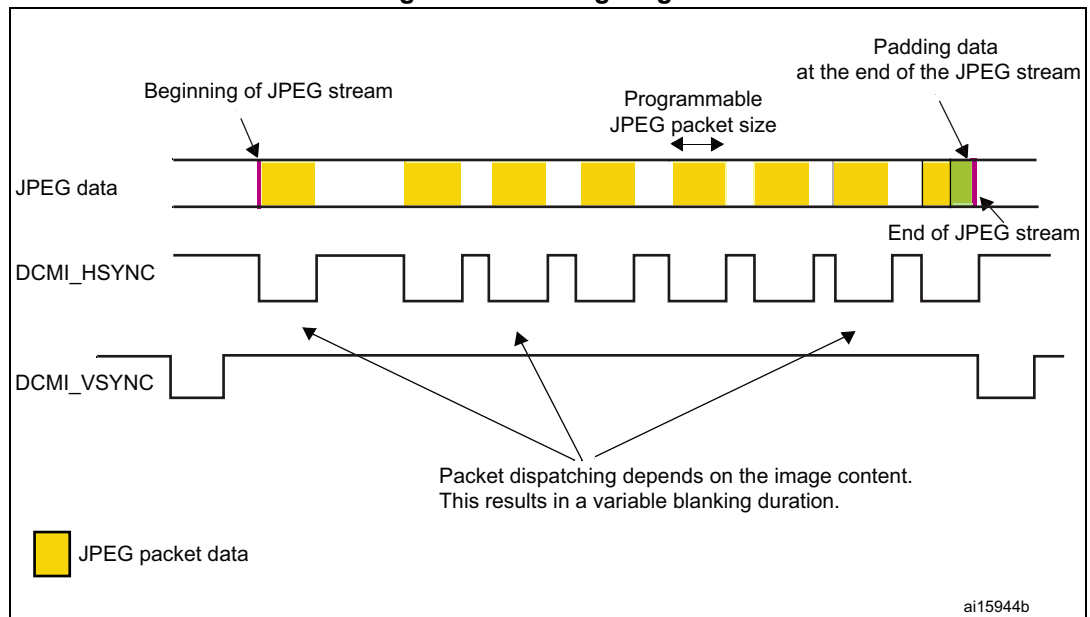 Padding data
at the end of the JPEG stream
Beginning of JPEG stream
Programmable
JPEG packet size
JPEG data
End of JPEG stream
DCMI_HSYNC
DCMI_VSYNC
Packet dispatching depends on the image content.
This results in a variable blanking duration.
JPEG packet data
ai15944b